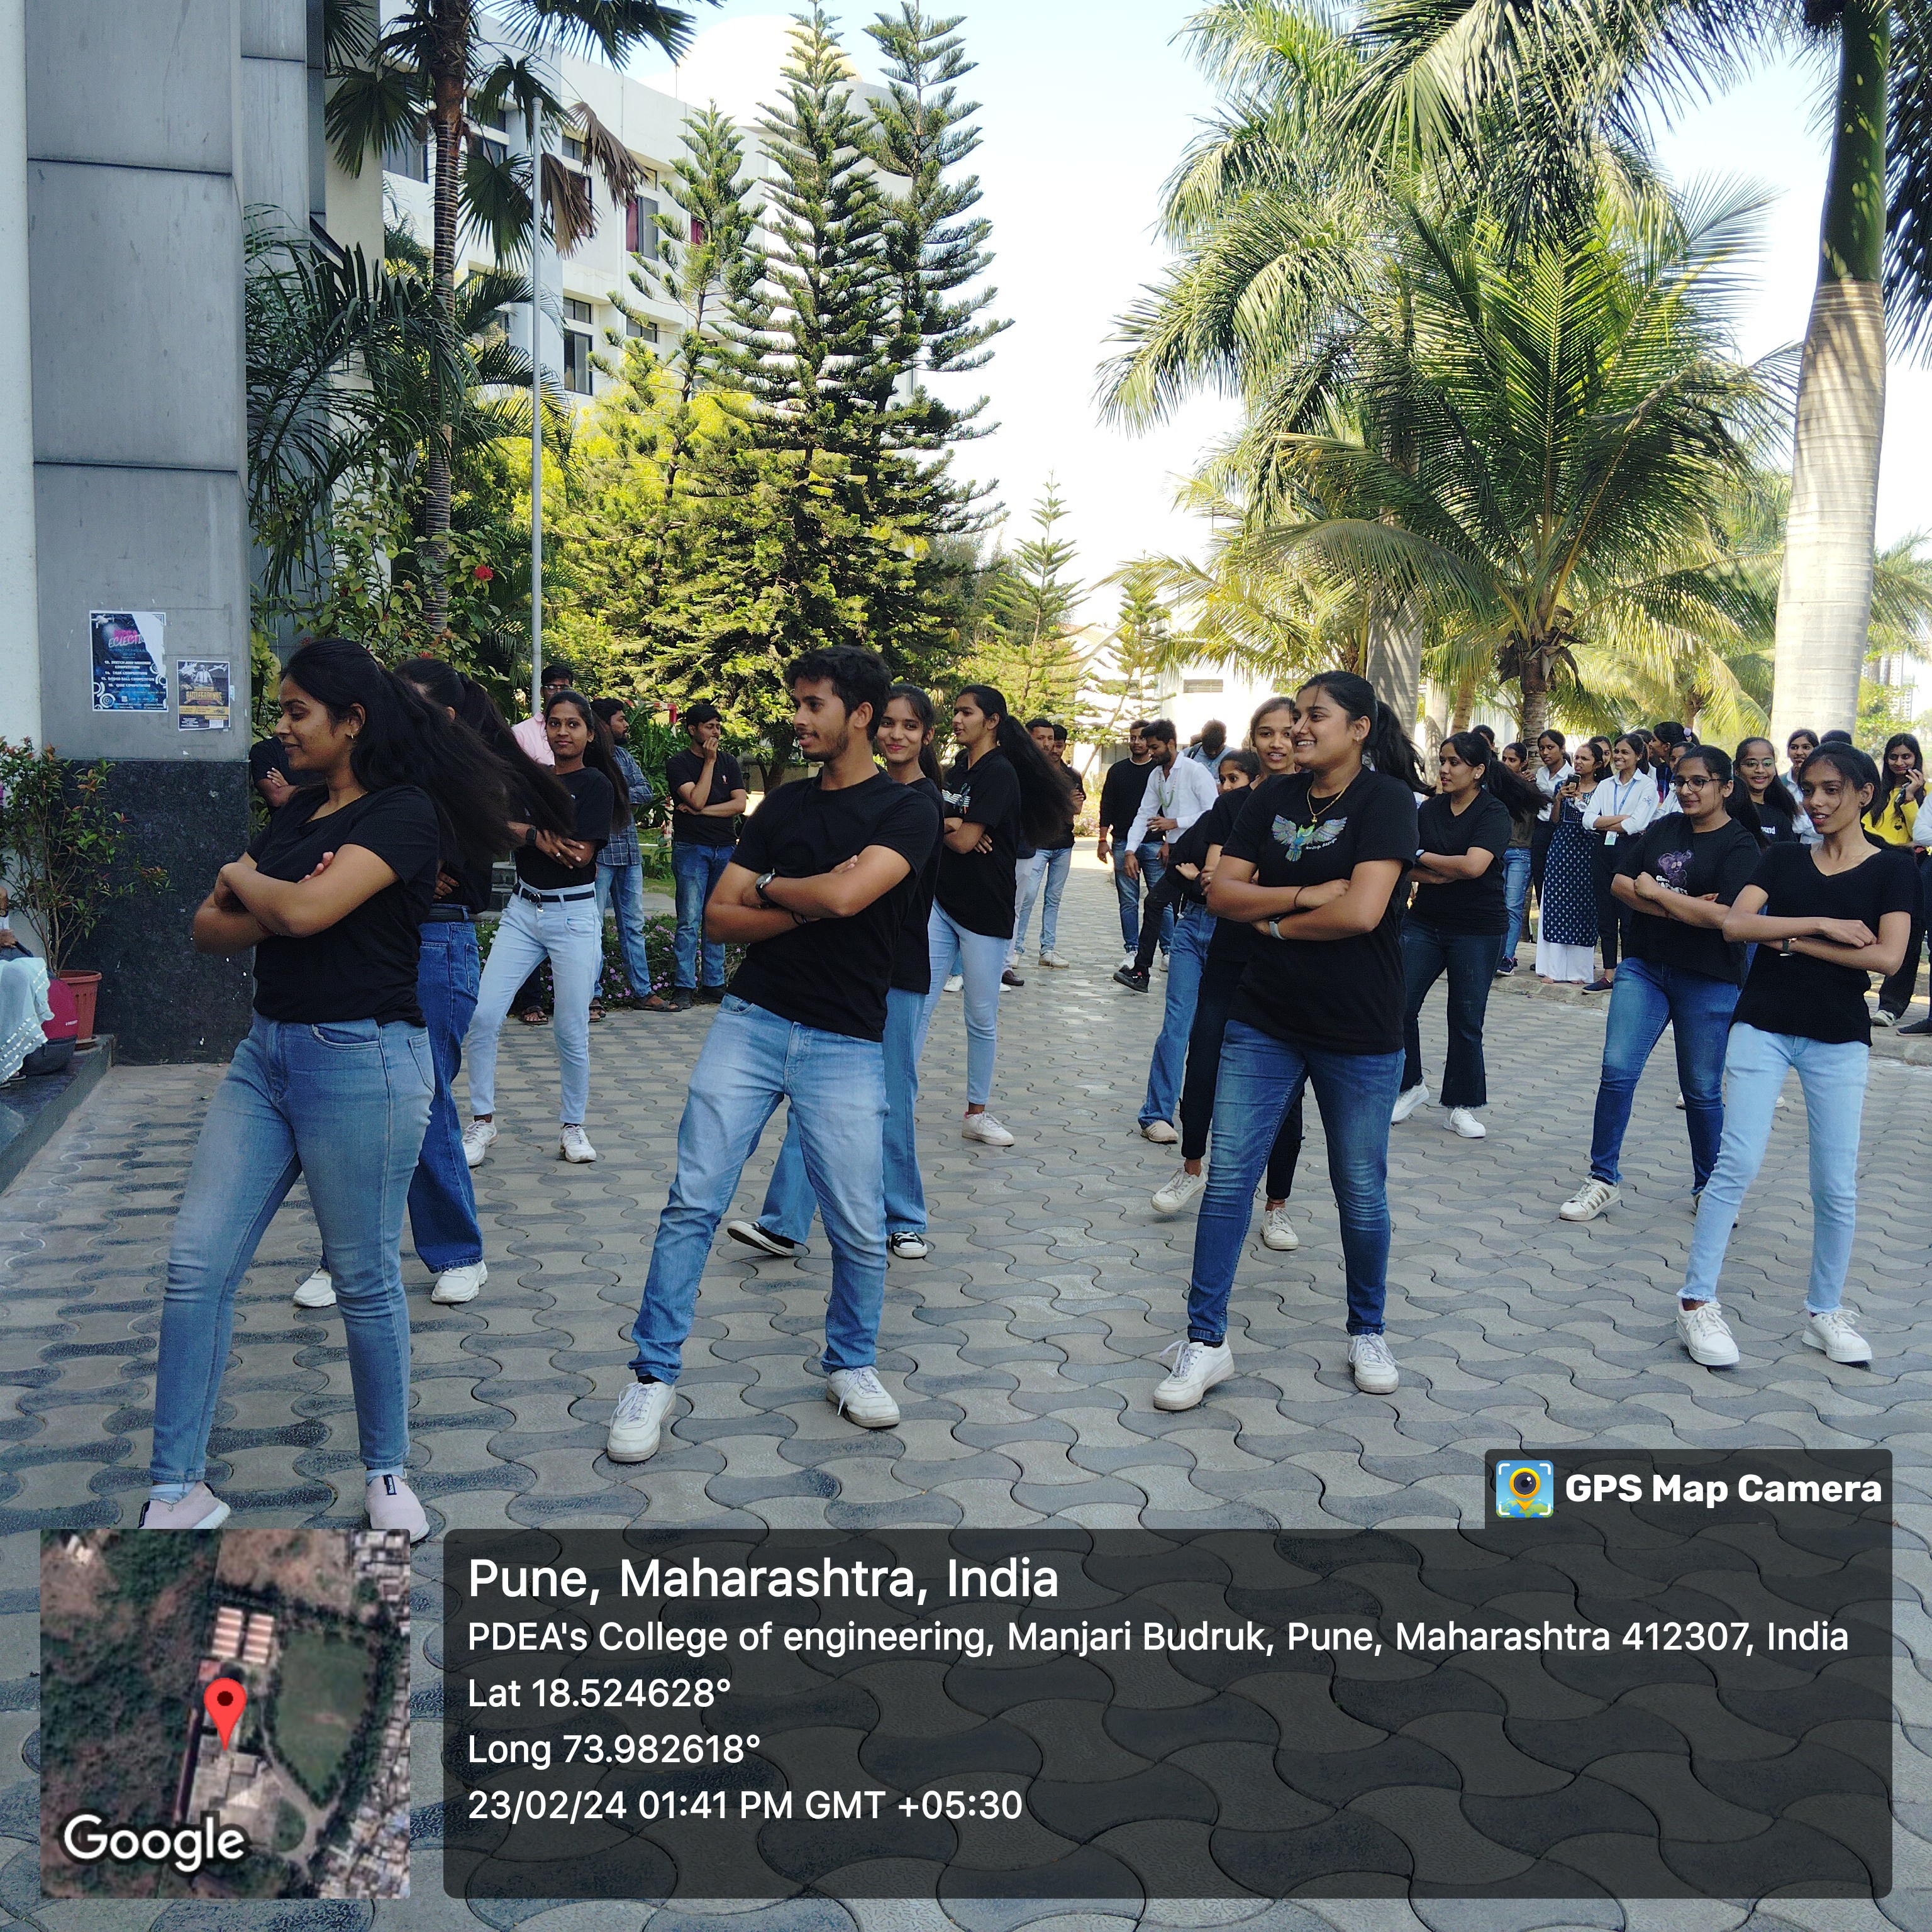 ECLECTI
GPS Map Camera
Pune, Maharashtra, India
PDEA's College of engineering, Manjari Budruk, Pune, Maharashtra 412307, India
Lat 18.524628°
Long 73.982618°
23/02/24 01:41 PM GMT +05:30
Google